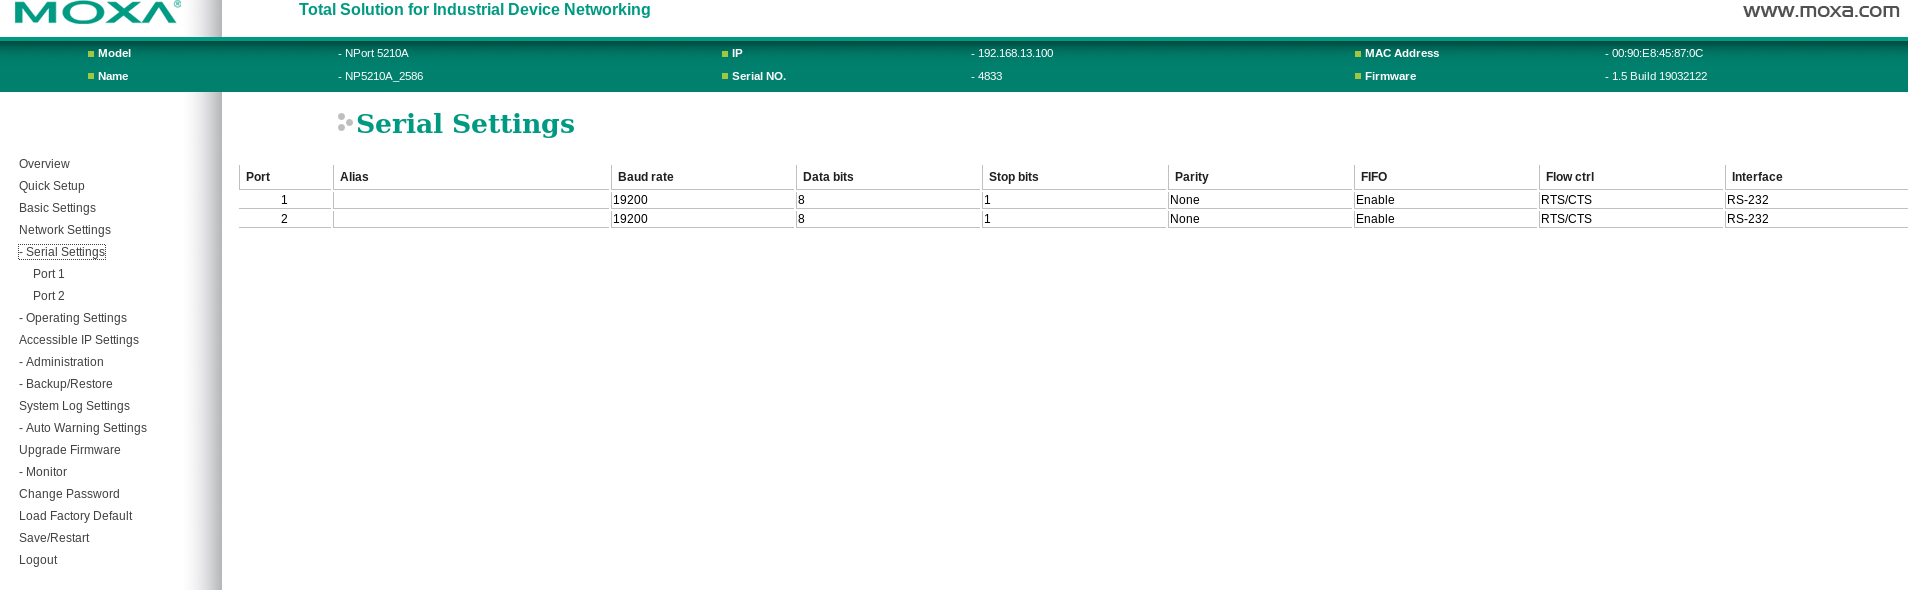 MOXA®
Total Solution for Industrial Device Networking
www.moxa.com
Model - NPort 5210A IP - 192.168.13.100 MAC Address - 00:90:E8:45:87:0C
Name - NP5210A_2586 Serial NO. - 4833 Firmware - 1.5 Build 19032122
Serial Settings
Overview
Quick Setup
Basic Settings
Network Settings
- Serial Settings
Port 1
Port 2
- Operating Settings
Accessible IP Settings
- Administration
- Backup/Restore
System Log Settings
- Auto Warning Settings
Upgrade Firmware
- Monitor
Change Password
Load Factory Default
Save/Restart
Logout
Port Alias Baud rate Data bits Stop bits Parity FIFO Flow ctrl Interface
1 19200 8 1 None Enable RTS/CTS RS-232
2 19200 8 1 None Enable RTS/CTS RS-232